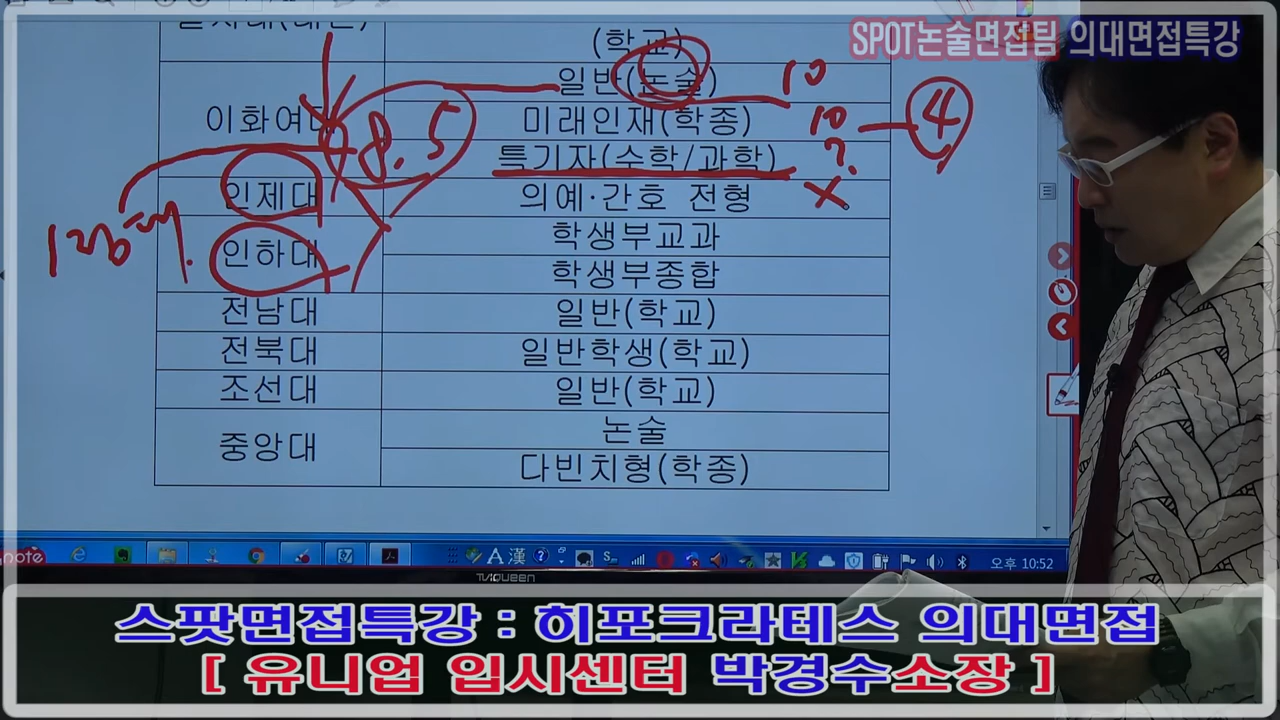 SPOT논술면접팀 의대면접특강
(학교)
일반(논술) 10
이화여대 미래인재(학종) 10 4
8.5 특기자(수학/과학) ?
인제대 의예·간호 전형 X
인하대 학생부교과
학생부종합
전남대 일반(학교)
전북대 일반학생(학교)
조선대 일반(학교)
중앙대 논술
다빈치형(학종)
note A 漢 오후 10:52
TVQueen
스팟면접특강 : 히포크라테스 의대면접
[ 유니업 입시센터 박경수소장 ]